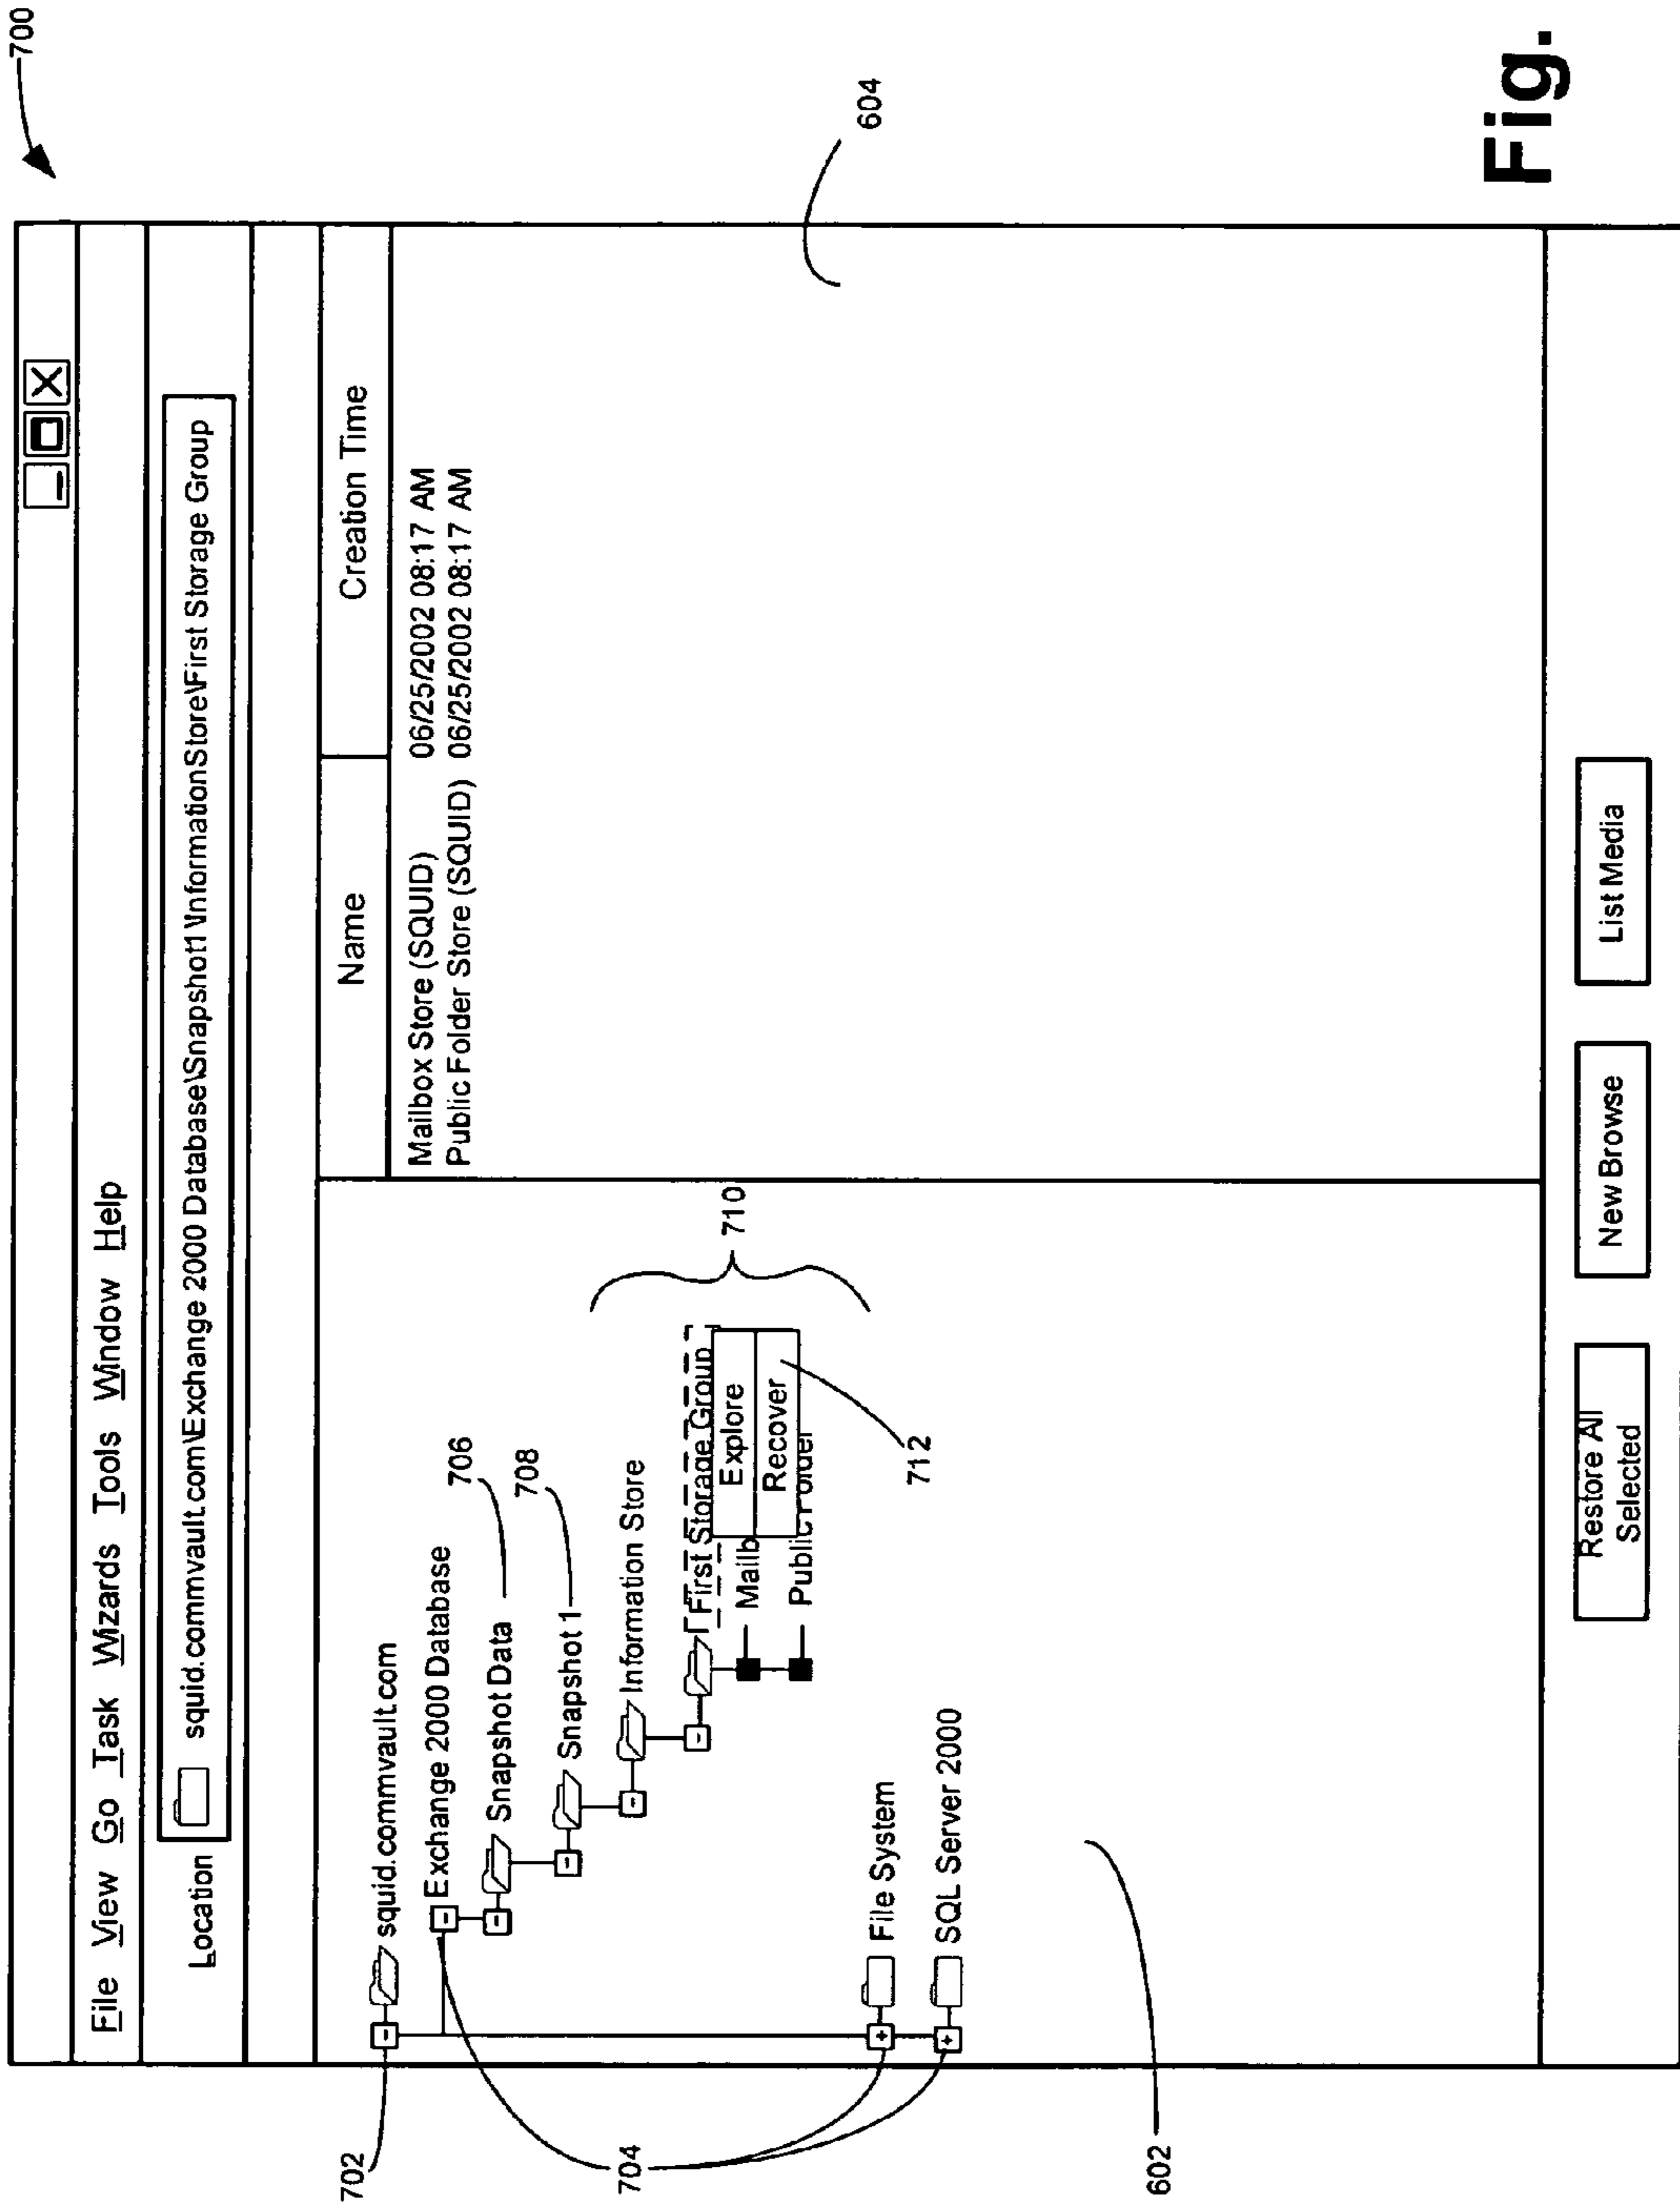 700
File View Go Task Wizards Tools Window Help
Location squid.commvault.com\Exchange 2000 Database\Snapshot1\InformationStore\First Storage Group
Name Creation Time
Mailbox Store (SQUID) 06/25/2002 08:17 AM
Public Folder Store (SQUID) 06/25/2002 08:17 AM
702
squid.commvault.com
704
Exchange 2000 Database
Snapshot Data
706
Snapshot 1
708
Information Store
First Storage Group
710
Explore
Mailb
Recover
Public Folder
712
File System
SQL Server 2000
602
604
Restore All
Selected
New Browse
List Media
Fig.